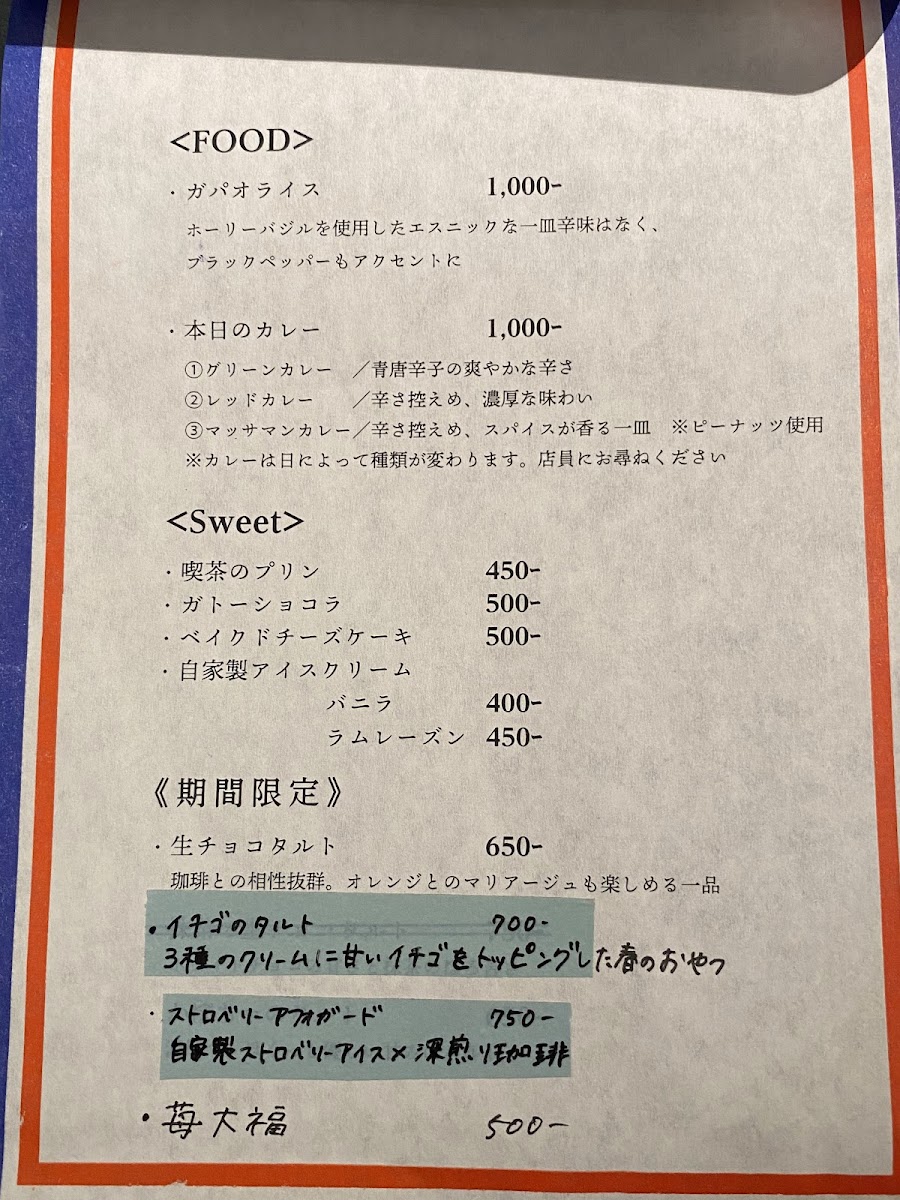 <FOOD>
・ガパオライス 1,000-
ホーリーバジルを使用したエスニックな一皿辛味はなく、
ブラックペッパーもアクセントに
・本日のカレー 1,000-
①グリーンカレー ／青唐辛子の爽やかな辛さ
②レッドカレー ／辛さ控えめ、濃厚な味わい
③マッサマンカレー／辛さ控えめ、スパイスが香る一皿 ※ピーナッツ使用
※カレーは日によって種類が変わります。店員にお尋ねください
<Sweet>
・喫茶のプリン 450-
・ガトーショコラ 500-
・ベイクドチーズケーキ 500-
・自家製アイスクリーム
バニラ 400-
ラムレーズン 450-
《期間限定》
・生チョコタルト 650-
珈琲との相性抜群。オレンジとのマリアージュも楽しめる一品
・イチゴのタルト 700-
3種のクリームに甘いイチゴをトッピングした春のおやつ
・ストロベリーアフォガード 750-
自家製ストロベリーアイス×深煎り珈琲
・苺大福 500-